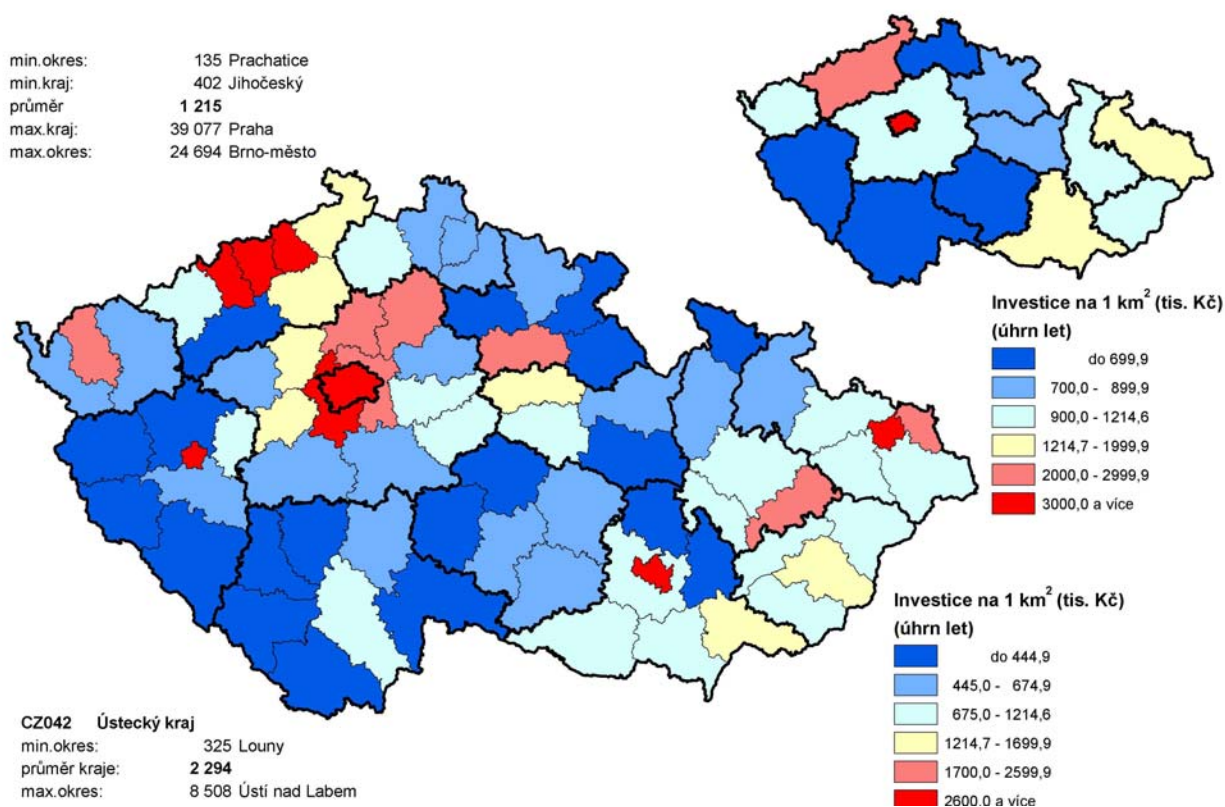 min.okres: 135 Prachatice
min.kraj: 402 Jihočeský
průměr 1 215
max.kraj: 39 077 Praha
max.okres: 24 694 Brno-město
Investice na 1 km² (tis. Kč)
(úhrn let)
do 699,9
700,0 - 899,9
900,0 - 1214,6
1214,7 - 1999,9
2000,0 - 2999,9
3000,0 a více
Investice na 1 km² (tis. Kč)
(úhrn let)
do 444,9
445,0 - 674,9
675,0 - 1214,6
1214,7 - 1699,9
1700,0 - 2599,9
2600,0 a více
CZ042 Ústecký kraj
min.okres: 325 Louny
průměr kraje: 2 294
max.okres: 8 508 Ústí nad Labem